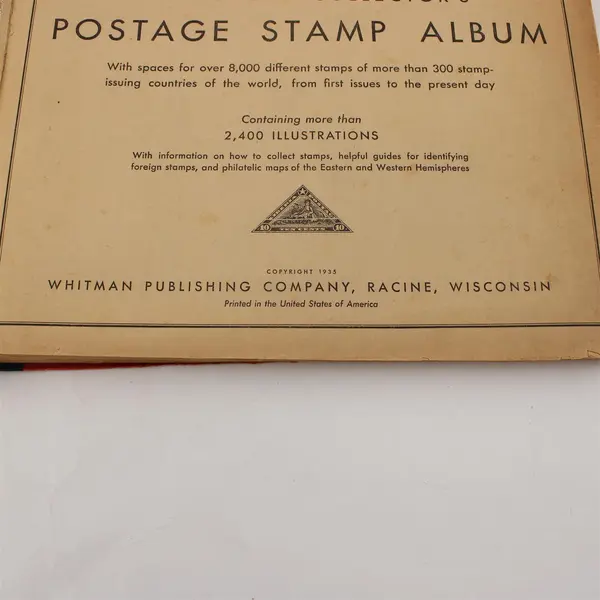 COLLECTOR'S
POSTAGE STAMP ALBUM
With spaces for over 8,000 different stamps of more than 300 stamp-
issuing countries of the world, from first issues to the present day
Containing more than
2,400 ILLUSTRATIONS
With information on how to collect stamps, helpful guides for identifying
foreign stamps, and philatelic maps of the Eastern and Western Hemispheres
40 40
COPYRIGHT 1935
WHITMAN PUBLISHING COMPANY, RACINE, WISCONSIN
Printed in the United States of America